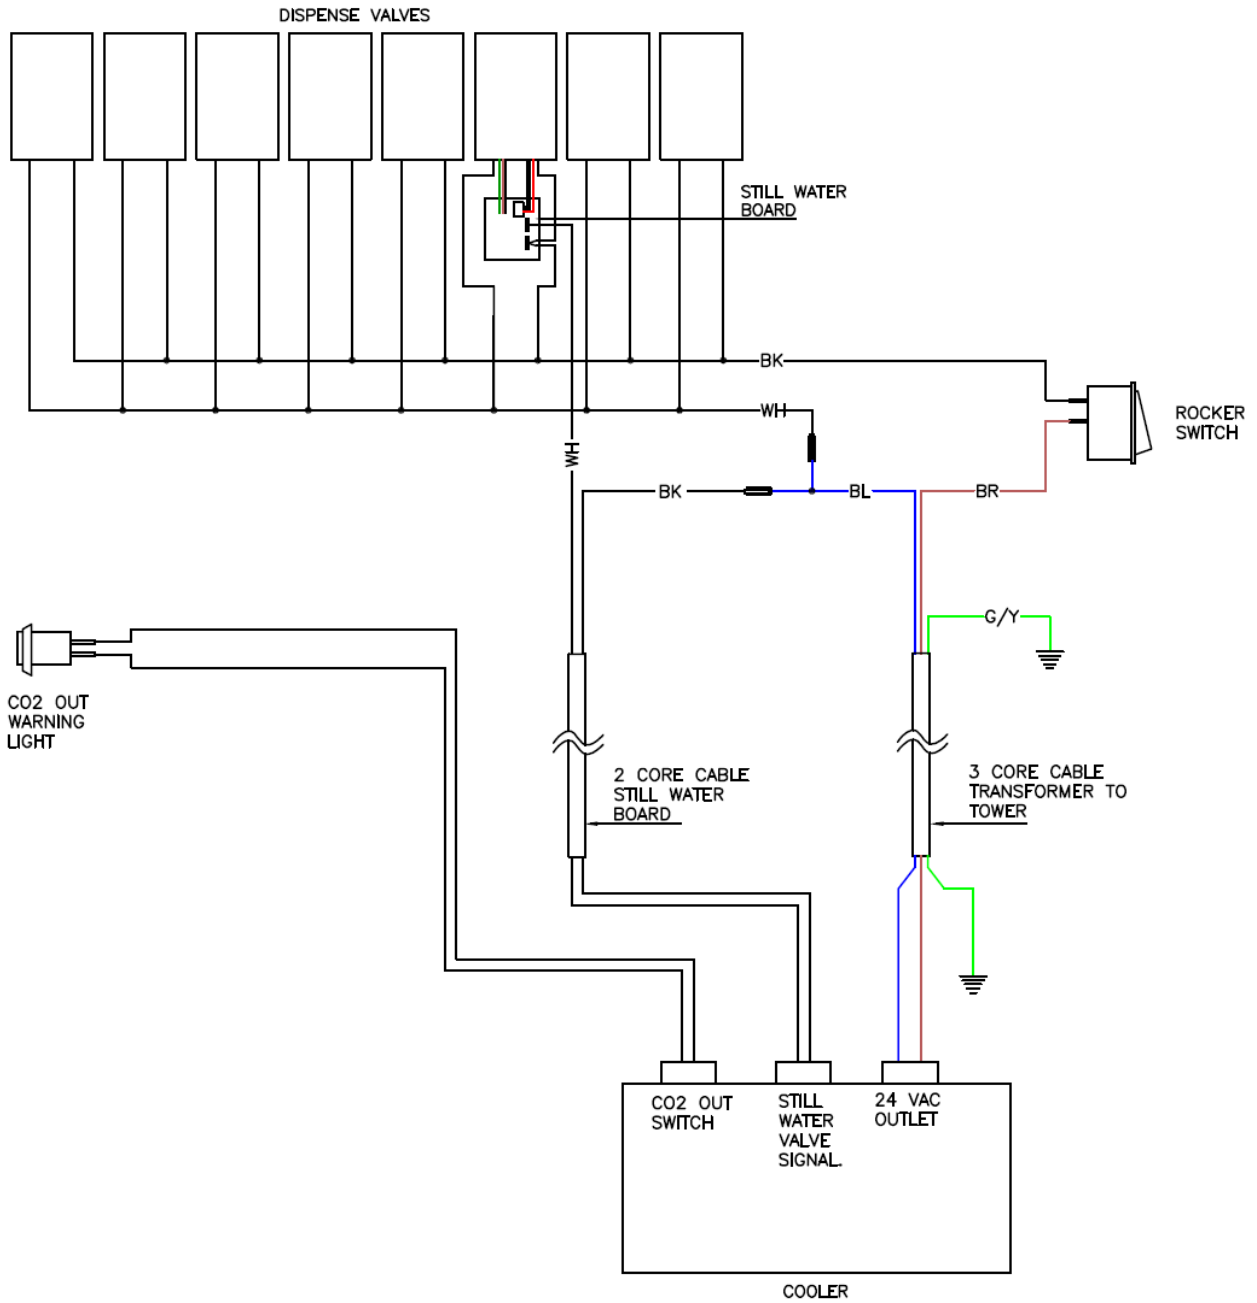 DISPENSE VALVES
STILL WATER
BOARD
BK
WH
ROCKER
SWITCH
WH
BK
BL
BR
G/Y
CO2 OUT
WARNING
LIGHT
2 CORE CABLE
STILL WATER
BOARD
3 CORE CABLE
TRANSFORMER TO
TOWER
CO2 OUT
SWITCH
STILL
WATER
VALVE
SIGNAL.
24 VAC
OUTLET
COOLER